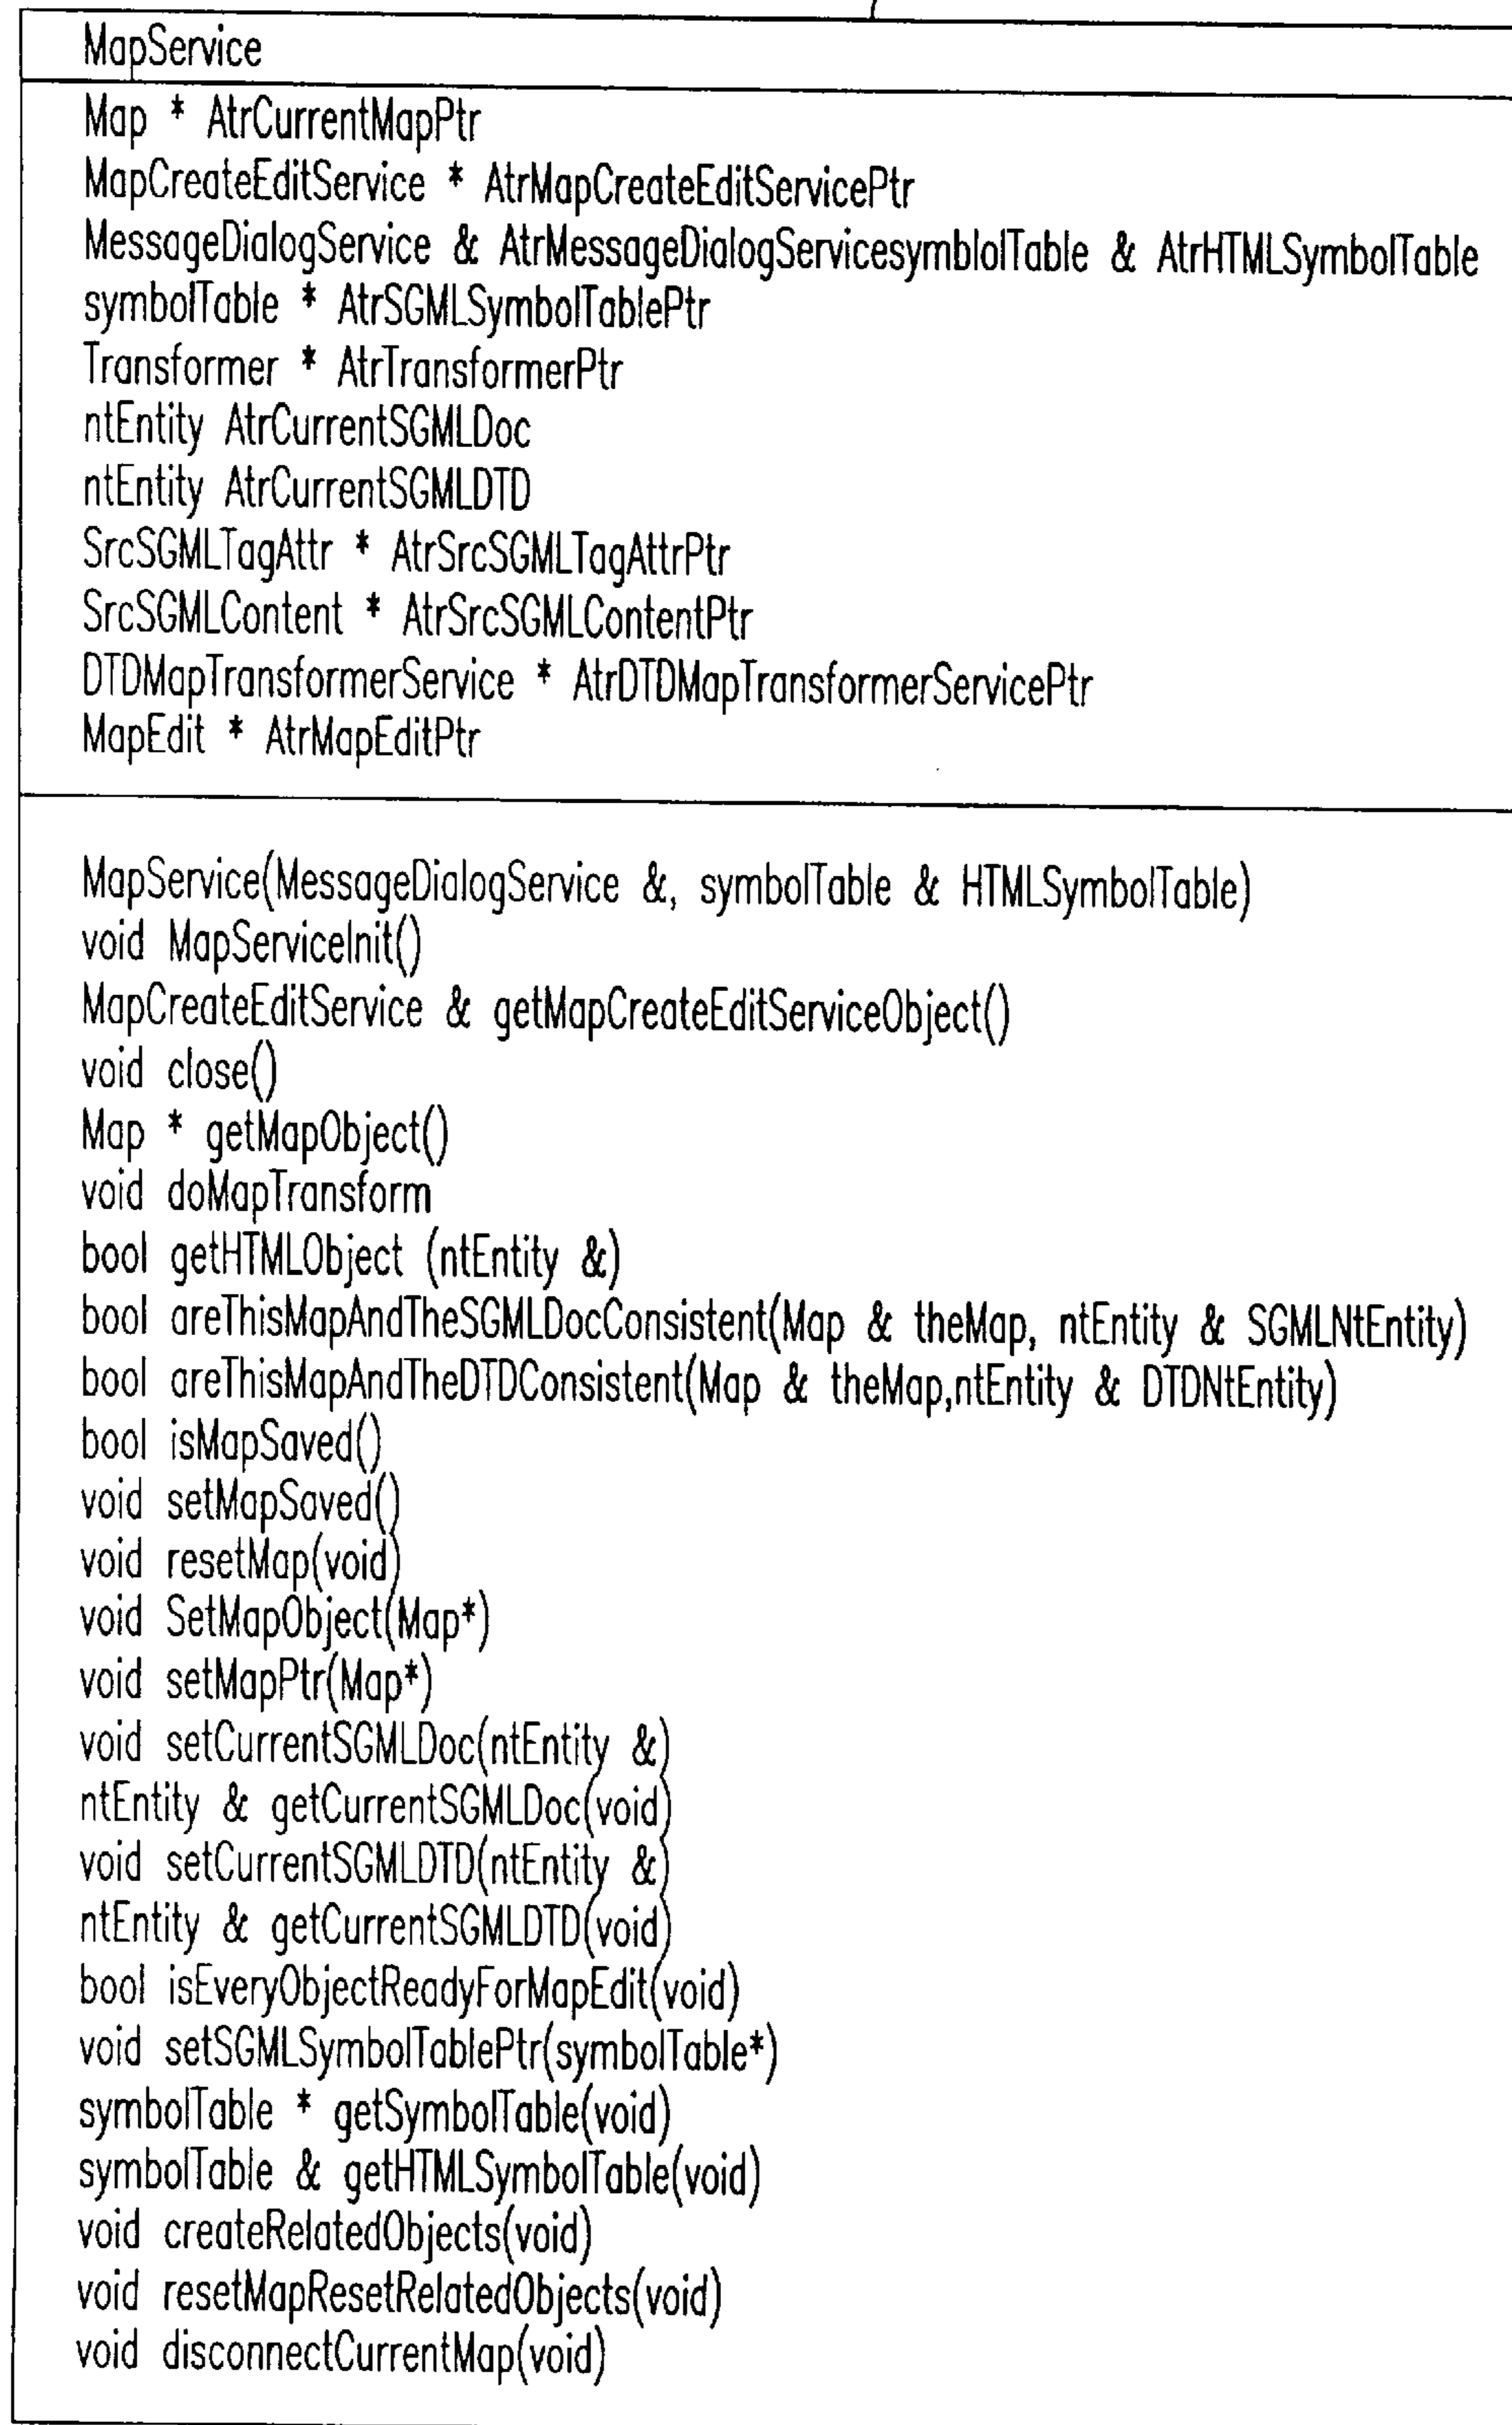 MapService
Map * AtrCurrentMapPtr
MapCreateEditService * AtrMapCreateEditServicePtr
MessageDialogService & AtrMessageDialogServicesymblolTable & AtrHTMLSymbolTable
symbolTable * AtrSGMLSymbolTablePtr
Transformer * AtrTransformerPtr
ntEntity AtrCurrentSGMLDoc
ntEntity AtrCurrentSGMLDTD
SrcSGMLTagAttr * AtrSrcSGMLTagAttrPtr
SrcSGMLContent * AtrSrcSGMLContentPtr
DTDMapTransformerService * AtrDTDMapTransformerServicePtr
MapEdit * AtrMapEditPtr
MapService(MessageDialogService &, symbolTable & HTMLSymbolTable)
void MapServiceInit()
MapCreateEditService & getMapCreateEditServiceObject()
void close()
Map * getMapObject()
void doMapTransform
bool getHTMLObject (ntEntity &)
bool areThisMapAndTheSGMLDocConsistent(Map & theMap, ntEntity & SGMLNtEntity)
bool areThisMapAndTheDTDConsistent(Map & theMap,ntEntity & DTDNtEntity)
bool isMapSaved()
void setMapSaved()
void resetMap(void)
void SetMapObject(Map*)
void setMapPtr(Map*)
void setCurrentSGMLDoc(ntEntity &)
ntEntity & getCurrentSGMLDoc(void)
void setCurrentSGMLDTD(ntEntity &)
ntEntity & getCurrentSGMLDTD(void)
bool isEveryObjectReadyForMapEdit(void)
void setSGMLSymbolTablePtr(symbolTable*)
symbolTable * getSymbolTable(void)
symbolTable & getHTMLSymbolTable(void)
void createRelatedObjects(void)
void resetMapResetRelatedObjects(void)
void disconnectCurrentMap(void)